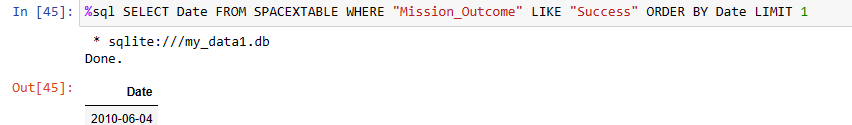 In [45]: %sql SELECT Date FROM SPACEXTABLE WHERE "Mission_Outcome" LIKE "Success" ORDER BY Date LIMIT 1
* sqlite:///my_data1.db
Done.
Out[45]:
Date
2010-06-04